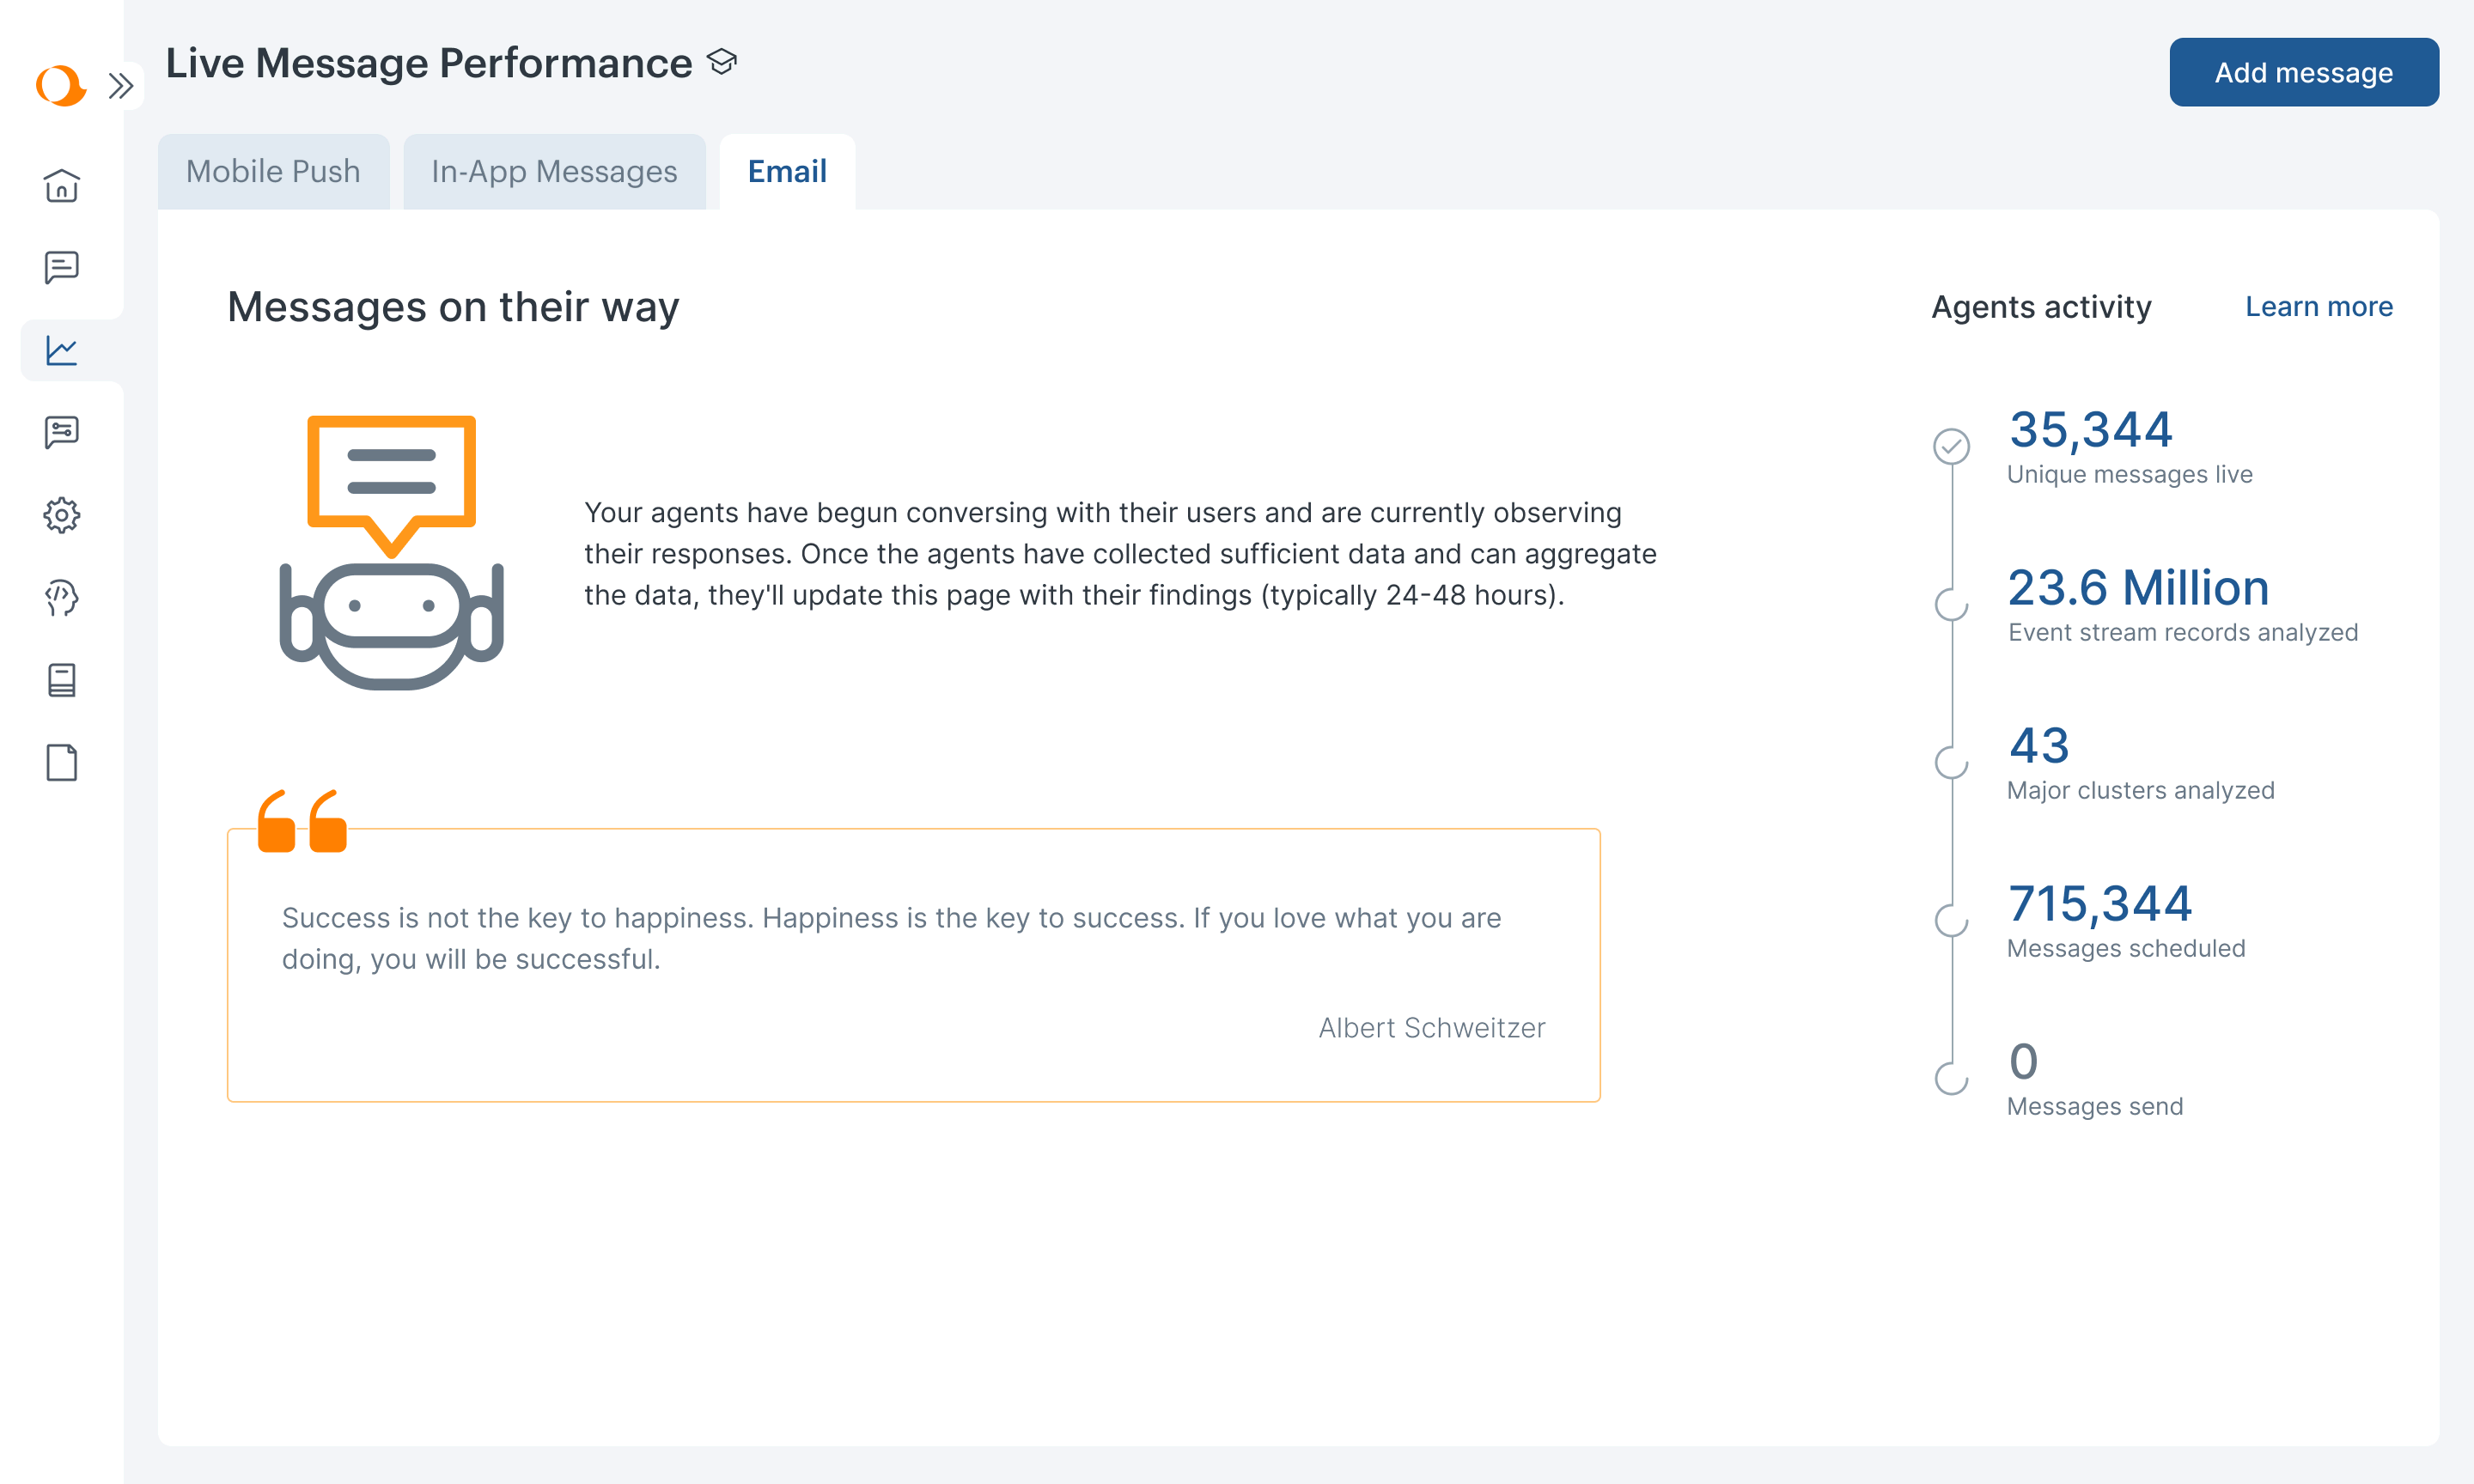 Live Message Performance
Add message
Mobile Push
In-App Messages
Email
Messages on their way
Your agents have begun conversing with their users and are currently observing
their responses. Once the agents have collected sufficient data and can aggregate
the data, they'll update this page with their findings (typically 24-48 hours).
Success is not the key to happiness. Happiness is the key to success. If you love what you are
doing, you will be successful.
Albert Schweitzer
Agents activity
Learn more
35,344
Unique messages live
23.6 Million
Event stream records analyzed
43
Major clusters analyzed
715,344
Messages scheduled
0
Messages send